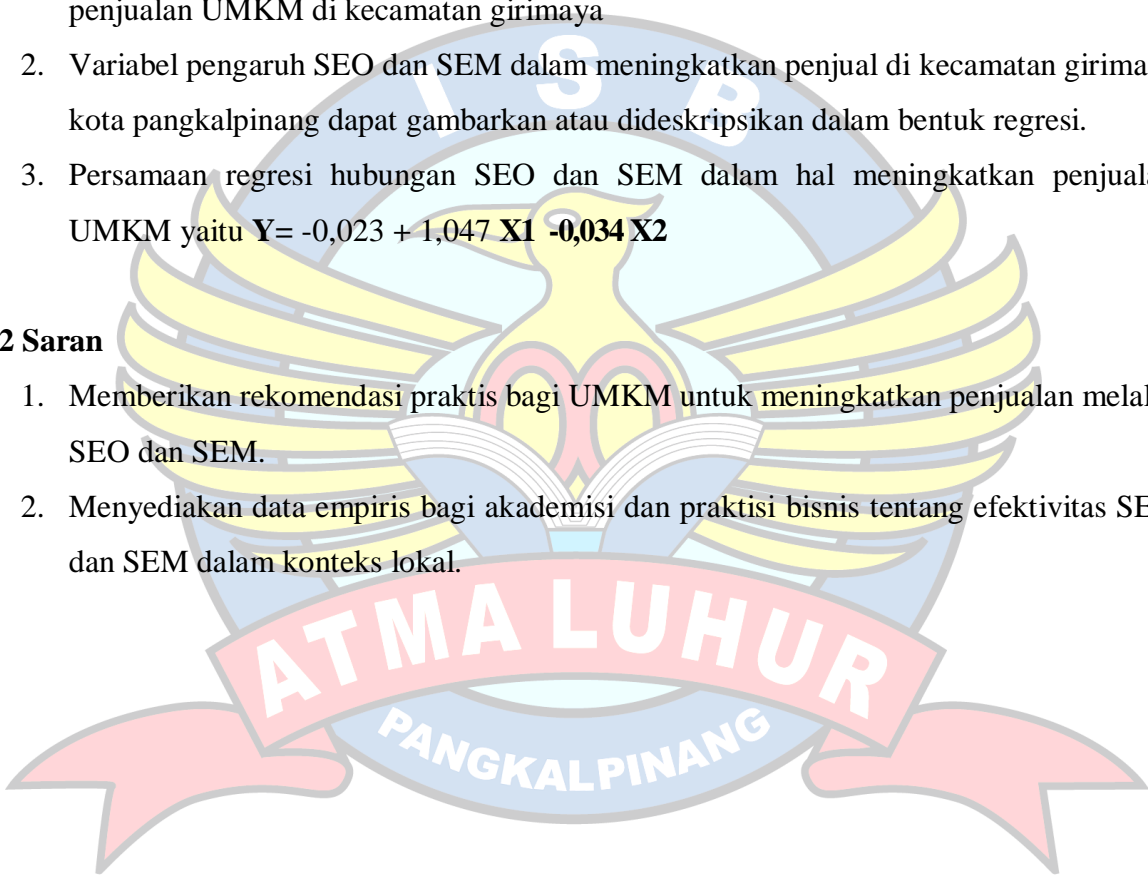 penjualan UMKM di kecamatan girimaya
2. Variabel pengaruh SEO dan SEM dalam meningkatkan penjual di kecamatan girima
kota pangkalpinang dapat gambarkan atau dideskripsikan dalam bentuk regresi.
3. Persamaan regresi hubungan SEO dan SEM dalam hal meningkatkan penjual
UMKM yaitu Y= -0,023 + 1,047 X1 -0,034 X2
2 Saran
1. Memberikan rekomendasi praktis bagi UMKM untuk meningkatkan penjualan mela
SEO dan SEM.
2. Menyediakan data empiris bagi akademisi dan praktisi bisnis tentang efektivitas SE
dan SEM dalam konteks lokal.
I S B
ATMA LUHUR
PANGKALPINANG